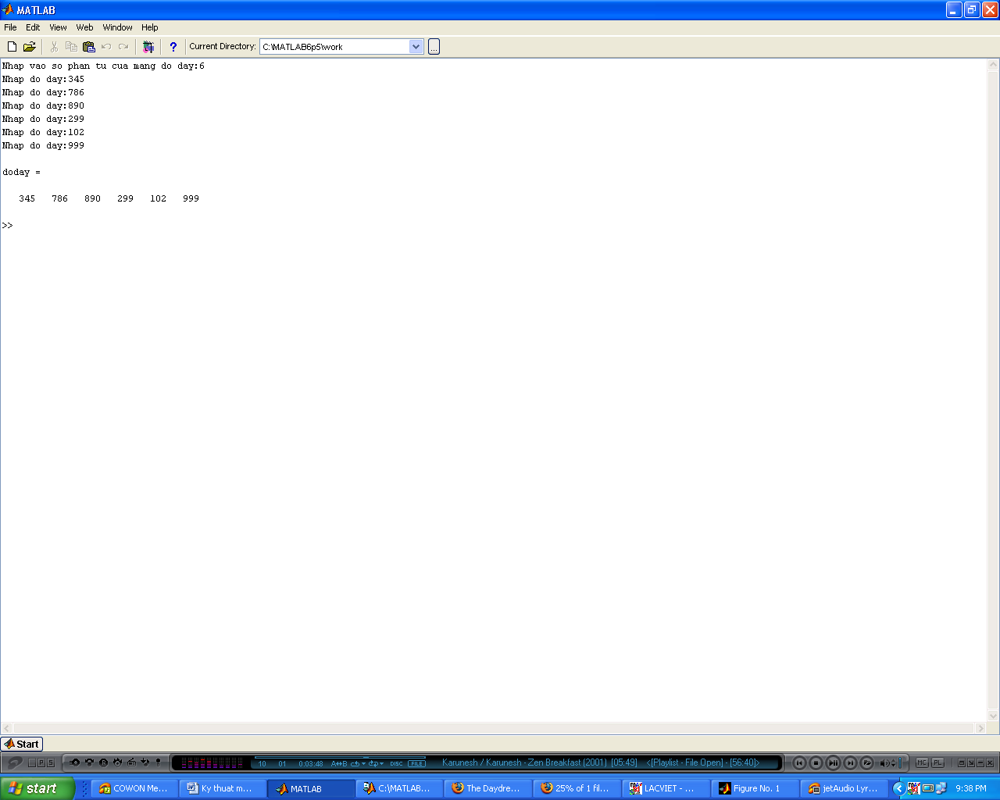 MATLAB
File Edit View Web Window Help
? Current Directory: C:\MATLAB6p5\work ...
Nhap vao so phan tu cua mang do day:6
Nhap do day:345
Nhap do day:786
Nhap do day:890
Nhap do day:299
Nhap do day:102
Nhap do day:999
doday =
345 786 890 299 102 999
>>
Start
P S R 10 01 0:03:48 A↔B DISC FILE Karunesh / Karunesh - Zen Breakfast (2001) [05:49] <[Playlist - File Open] - [56:40]> MC PL
start COWON Me... Ky thuat m... MATLAB C:\MATLAB... The Daydre... 25% of 1 fil... LACVIET - ... Figure No. 1 jetAudio Lyr... 9:38 PM